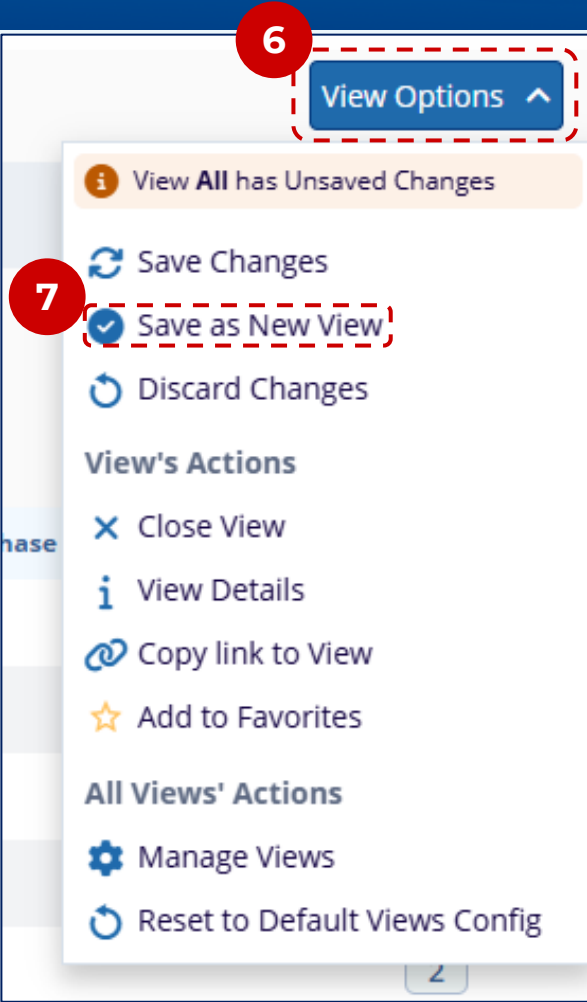 6
View Options
View All has Unsaved Changes
Save Changes
7
Save as New View
Discard Changes
View's Actions
Close View
hase
View Details
Copy link to View
Add to Favorites
All Views' Actions
Manage Views
Reset to Default Views Config
2